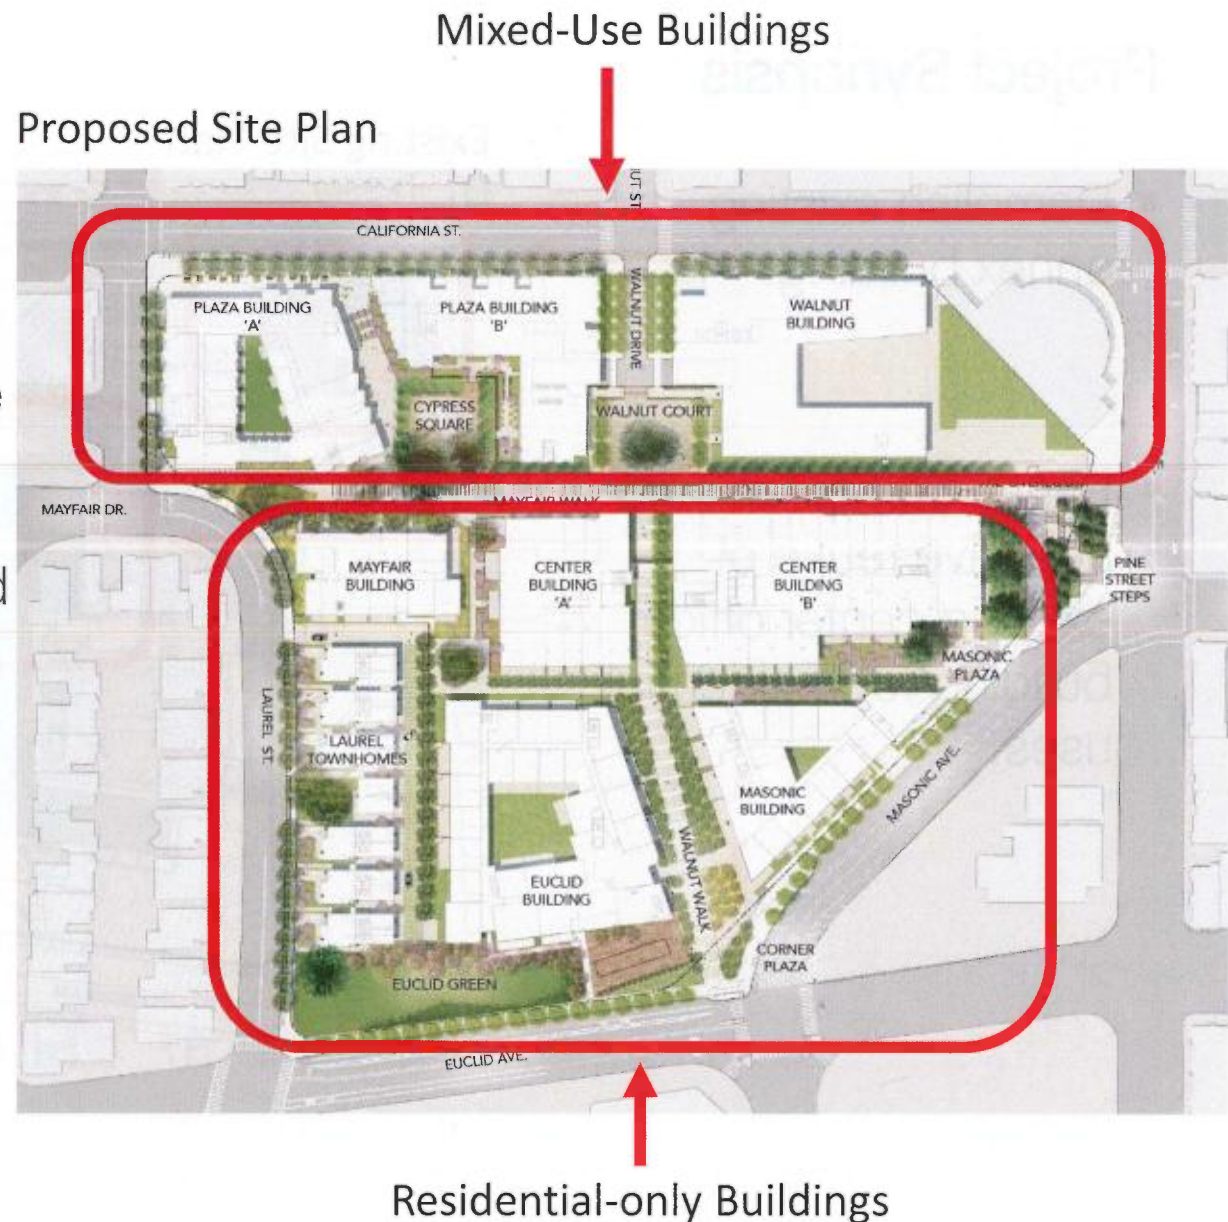 Mixed-Use Buildings
Proposed Site Plan
CALIFORNIA ST.
WALNUT DRIVE
PLAZA BUILDING
'A'
PLAZA BUILDING
'B'
WALNUT
BUILDING
CYPRESS
SQUARE
WALNUT COURT
MAYFAIR WALK
MAYFAIR DR.
MAYFAIR
BUILDING
CENTER
BUILDING
'A'
CENTER
BUILDING
'B'
PINE
STREET
STEPS
MASONIC
PLAZA
LAUREL ST.
LAUREL
TOWNHOMES
MASONIC AVE.
MASONIC
BUILDING
WALNUT WALK
EUCLID
BUILDING
CORNER
PLAZA
EUCLID GREEN
EUCLID AVE.
Residential-only Buildings